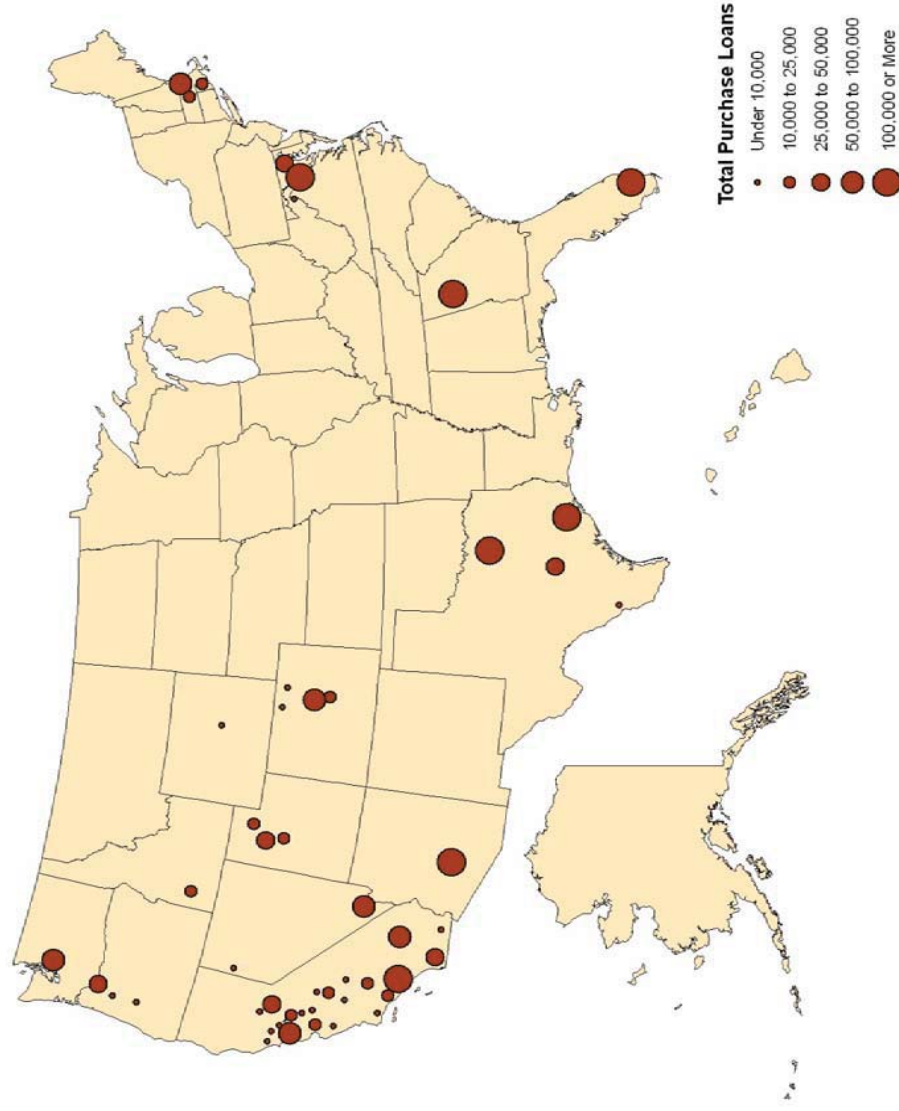 Total Purchase Loans
Under 10,000
10,000 to 25,000
25,000 to 50,000
50,000 to 100,000
100,000 or More